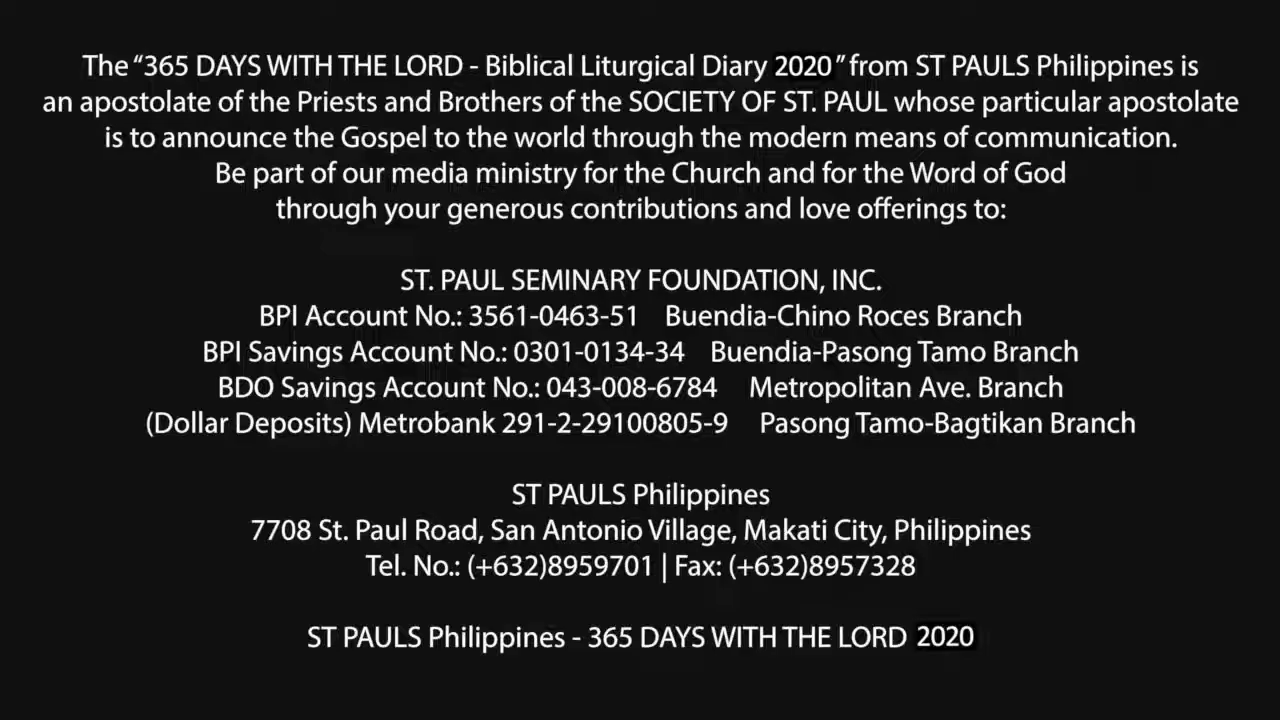 The “365 DAYS WITH THE LORD - Biblical Liturgical Diary 2020” from ST PAULS Philippines is
an apostolate of the Priests and Brothers of the SOCIETY OF ST. PAUL whose particular apostolate
is to announce the Gospel to the world through the modern means of communication.
Be part of our media ministry for the Church and for the Word of God
through your generous contributions and love offerings to:
ST. PAUL SEMINARY FOUNDATION, INC.
BPI Account No.: 3561-0463-51 Buendia-Chino Roces Branch
BPI Savings Account No.: 0301-0134-34 Buendia-Pasong Tamo Branch
BDO Savings Account No.: 043-008-6784 Metropolitan Ave. Branch
(Dollar Deposits) Metrobank 291-2-29100805-9 Pasong Tamo-Bagtikan Branch
ST PAULS Philippines
7708 St. Paul Road, San Antonio Village, Makati City, Philippines
Tel. No.: (+632)8959701 | Fax: (+632)8957328
ST PAULS Philippines - 365 DAYS WITH THE LORD 2020